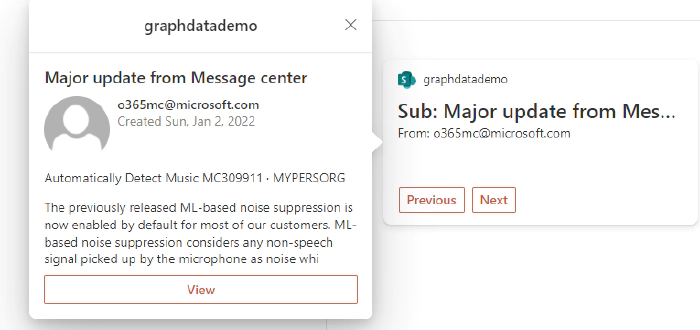 graphdatademo
Major update from Message center
o365mc@microsoft.com
Created Sun, Jan 2, 2022
Automatically Detect Music MC309911 · MYPERSORG
The previously released ML-based noise suppression is
now enabled by default for most of our customers. ML-
based noise suppression considers any non-speech
signal picked up by the microphone as noise whi
View
graphdatademo
Sub: Major update from Mes...
From: o365mc@microsoft.com
Previous
Next